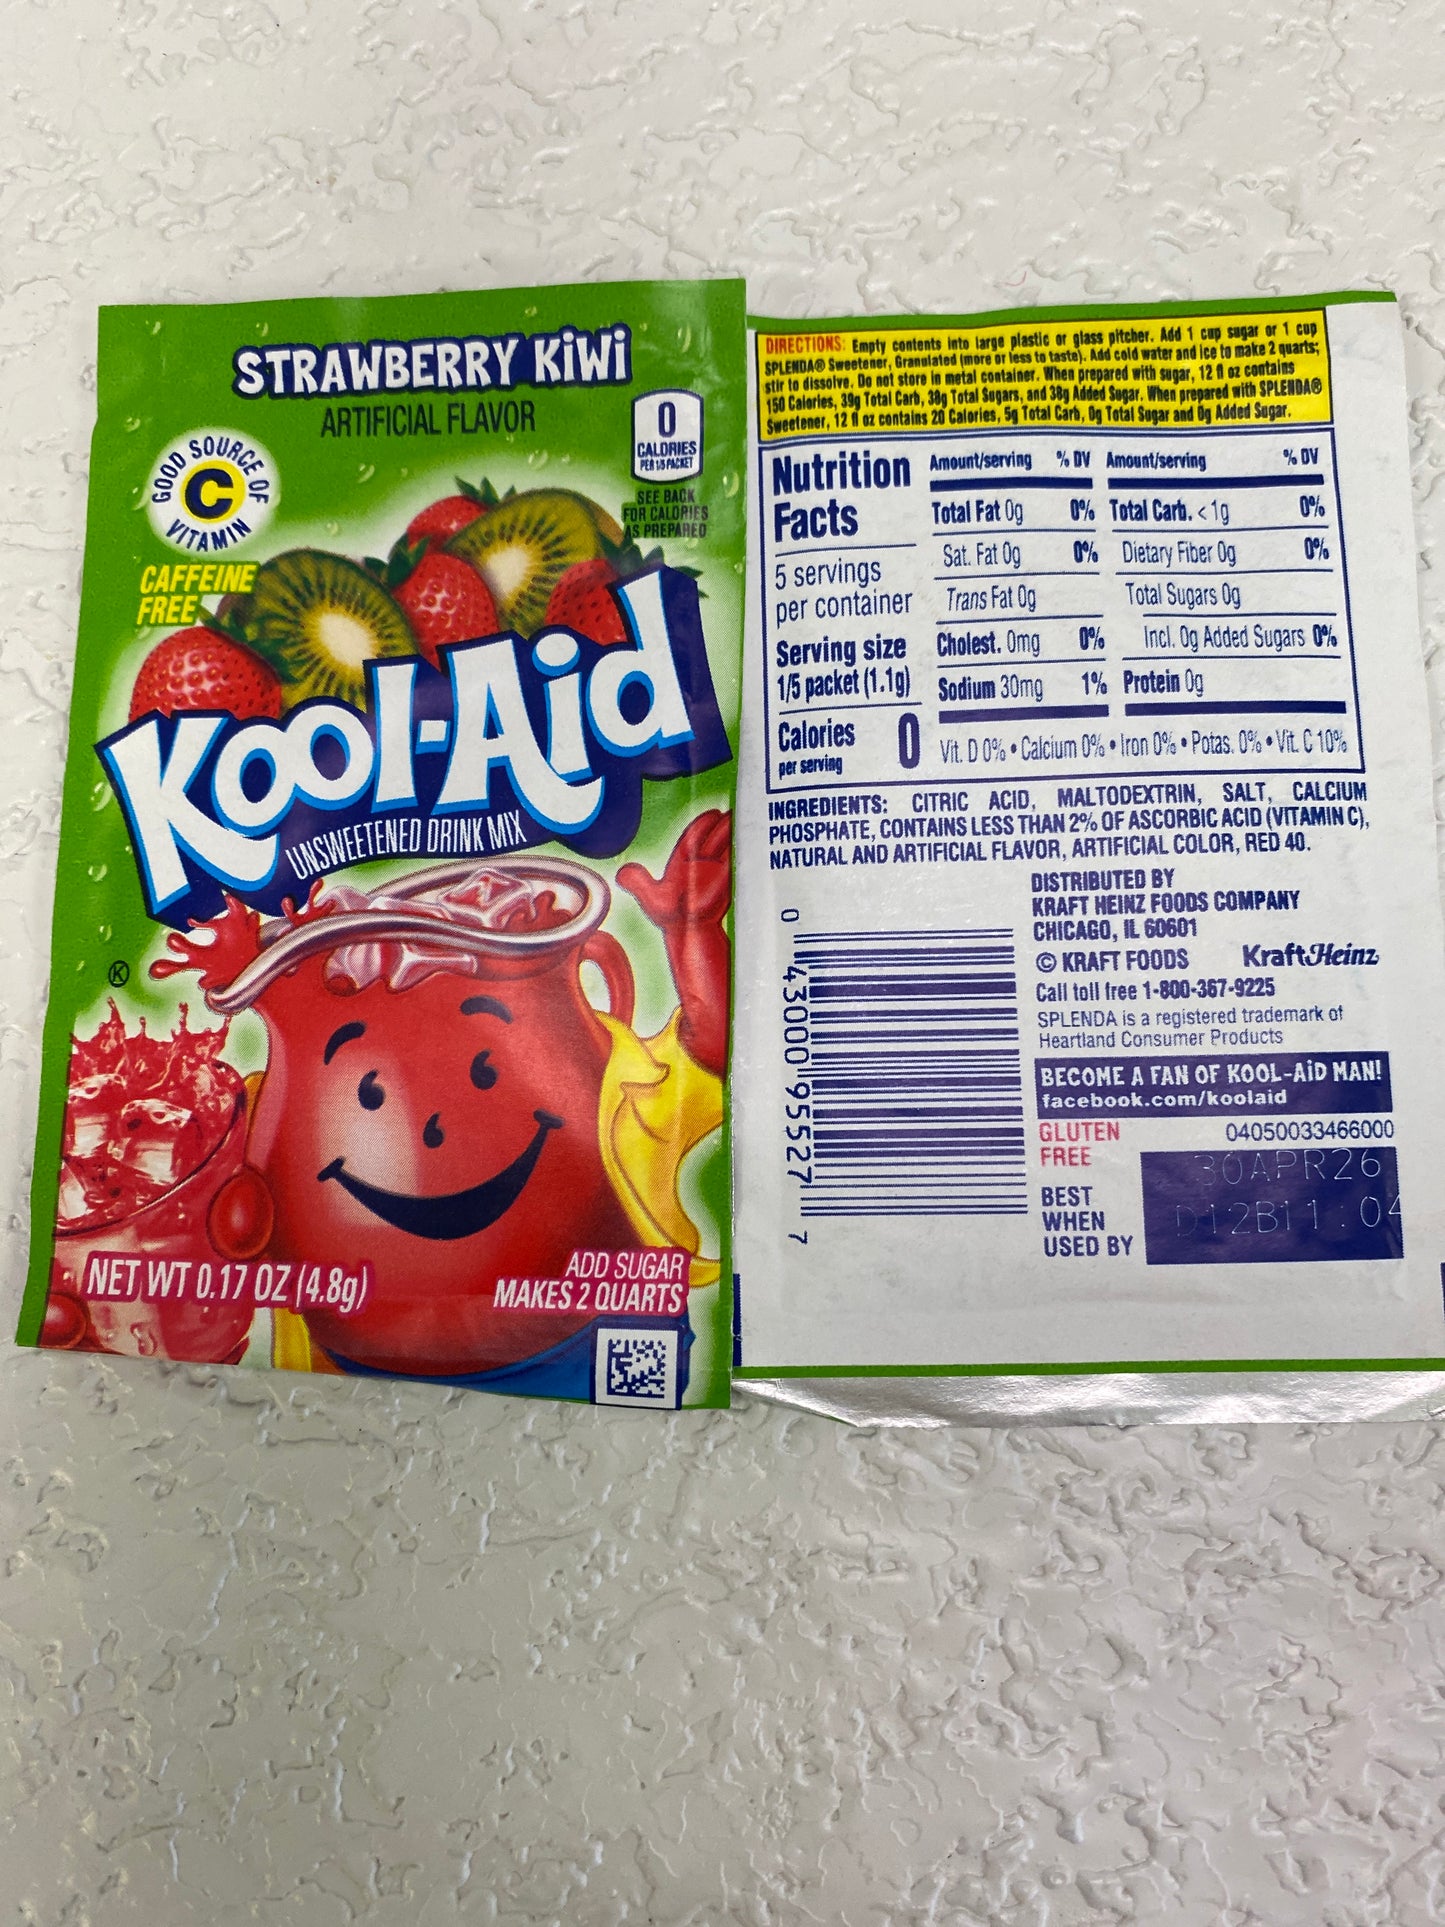 STRAWBERRY KiWi
ARTIFICIAL FLAVOR
GOOD SOURCE OF
C
VITAMIN
0
CALORIES
PER 1/5 PACKET
SEE BACK
FOR CALORIES
AS PREPARED
CAFFEINE
FREE
Kool-Aid
UNSWEETENED DRINK MIX
K
NET WT 0.17 OZ (4.8g)
ADD SUGAR
MAKES 2 QUARTS
DIRECTIONS: Empty contents into large plastic or glass pitcher. Add 1 cup sugar or 1 cup
SPLENDA® Sweetener, Granulated (more or less to taste). Add cold water and ice to make 2 quarts;
stir to dissolve. Do not store in metal container. When prepared with sugar, 12 fl oz contains
150 Calories, 39g Total Carb, 38g Total Sugars, and 38g Added Sugar. When prepared with SPLENDA®
Sweetener, 12 fl oz contains 20 Calories, 5g Total Carb, 0g Total Sugar and 0g Added Sugar.
Nutrition
Facts
5 servings
per container
Serving size
1/5 packet (1.1g)
Calories 0
per serving
Amount/serving % DV
Total Fat 0g 0%
Sat. Fat 0g 0%
Trans Fat 0g
Cholest. 0mg 0%
Sodium 30mg 1%
Amount/serving % DV
Total Carb. < 1g 0%
Dietary Fiber 0g 0%
Total Sugars 0g
Incl. 0g Added Sugars 0%
Protein 0g
Vit. D 0% • Calcium 0% • Iron 0% • Potas. 0% • Vit. C 10%
INGREDIENTS: CITRIC ACID, MALTODEXTRIN, SALT, CALCIUM
PHOSPHATE, CONTAINS LESS THAN 2% OF ASCORBIC ACID (VITAMIN C),
NATURAL AND ARTIFICIAL FLAVOR, ARTIFICIAL COLOR, RED 40.
0 43000 95527 7
DISTRIBUTED BY
KRAFT HEINZ FOODS COMPANY
CHICAGO, IL 60601
© KRAFT FOODS
KraftHeinz
Call toll free 1-800-367-9225
SPLENDA is a registered trademark of
Heartland Consumer Products
BECOME A FAN OF KOOL-AiD MAN!
facebook.com/koolaid
GLUTEN
FREE
04050033466000
BEST
WHEN
USED BY
30APR26
D12B11:04